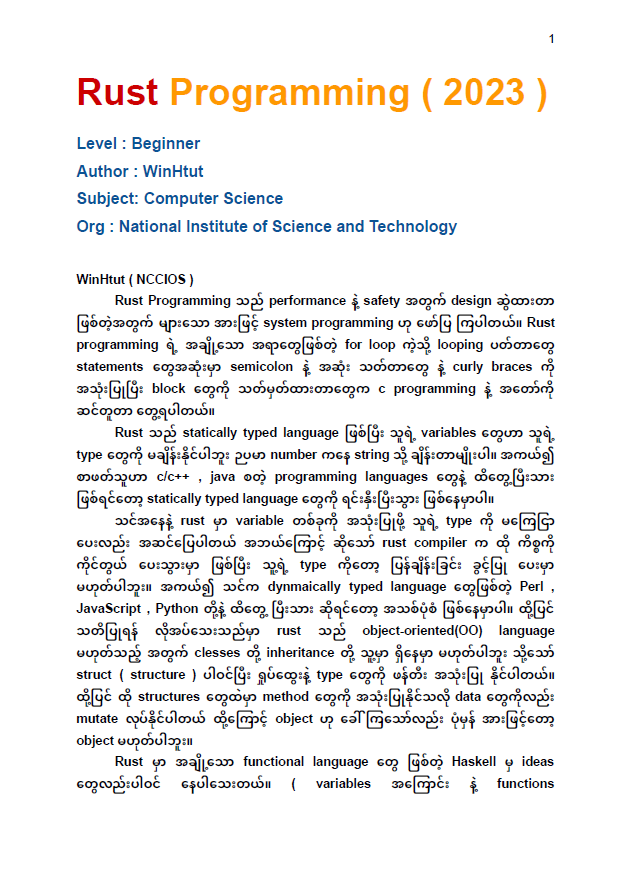 1
Rust Programming ( 2023 )
Level : Beginner
Author : WinHtut
Subject: Computer Science
Org : National Institute of Science and Technology
WinHtut ( NCCIOS )
Rust Programming သည် performance နဲ့ safety အတွက် design ဆွဲထားတာ
ဖြစ်တဲ့အတွက် များသော အားဖြင့် system programming ဟု ဖော်ပြ ကြပါတယ်။ Rust
programming ရဲ့ အချို့သော အရာတွေဖြစ်တဲ့ for loop ကဲ့သို့ looping ပတ်တာတွေ
statements တွေအဆုံးမှာ semicolon နဲ့ အဆုံး သတ်တာတွေ နဲ့ curly braces ကို
အသုံးပြုပြီး block တွေကို သတ်မှတ်ထားတာတွေက c programming နဲ့ အတော်ကို
ဆင်တူတာ တွေ့ရပါတယ်။
Rust သည် statically typed language ဖြစ်ပြီး သူရဲ့ variables တွေဟာ သူရဲ့
type တွေကို မချိန်းနိုင်ပါဘူး ဉပမာ number ကနေ string သို့ ချိန်းတာမျိုးပါ။ အကယ်၍
စာဖတ်သူဟာ c/c++ , java စတဲ့ programming languages တွေနဲ့ ထိတွေ့ပြီးသား
ဖြစ်ရင်တော့ statically typed language တွေကို ရင်းနှီးပြီးသား ဖြစ်နေမှာပါ။
သင်အနေနဲ့ rust မှာ variable တစ်ခုကို အသုံးပြုဖို့ သူရဲ့ type ကို မကြေငြာ
ပေးလည်း အဆင်ပြေပါတယ် အဘယ်ကြောင့် ဆိုသော် rust compiler က ထို ကိစ္စကို
ကိုင်တွယ် ပေးသွားမှာ ဖြစ်ပြီး သူ့ရဲ့ type ကိုတော့ ပြန်ချိန်းခြင်း ခွင့်ပြု ပေးမှာ
မဟုတ်ပါဘူး။ အကယ်၍ သင်က dynmaically typed language တွေဖြစ်တဲ့ Perl ,
JavaScript , Python တို့နဲ့ ထိတွေ့ ပြီးသား ဆိုရင်တော့ အသစ်ပုံစံ ဖြစ်နေမှာပါ။ ထို့ပြင်
သတိပြုရန် လိုအပ်သေးသည်မှာ rust သည် object-oriented(OO) language
မဟုတ်သည့် အတွက် clesses တို့ inheritance တို့ သူ့မှာ ရှိနေမှာ မဟုတ်ပါဘူး သို့သော်
struct ( structure ) ပါဝင်ပြီး ရှုပ်ထွေးနဲ့ type တွေကို ဖန်တီး အသုံးပြု နိုင်ပါတယ်။
ထို့ပြင် ထို structures တွေထဲမှာ method တွေကို အသုံးပြုနိုင်သလို data တွေကိုလည်း
mutate လုပ်နိုင်ပါတယ် ထို့ကြောင့် object ဟု ခေါ်ကြသော်လည်း ပုံမှန် အားဖြင့်တော့
object မဟုတ်ပါဘူး။
Rust မှာ အချို့သော functional language တွေ ဖြစ်တဲ့ Haskell မှ ideas
တွေလည်းပါဝင် နေပါသေးတယ်။ ( variables အကြောင်း နဲ့ functions